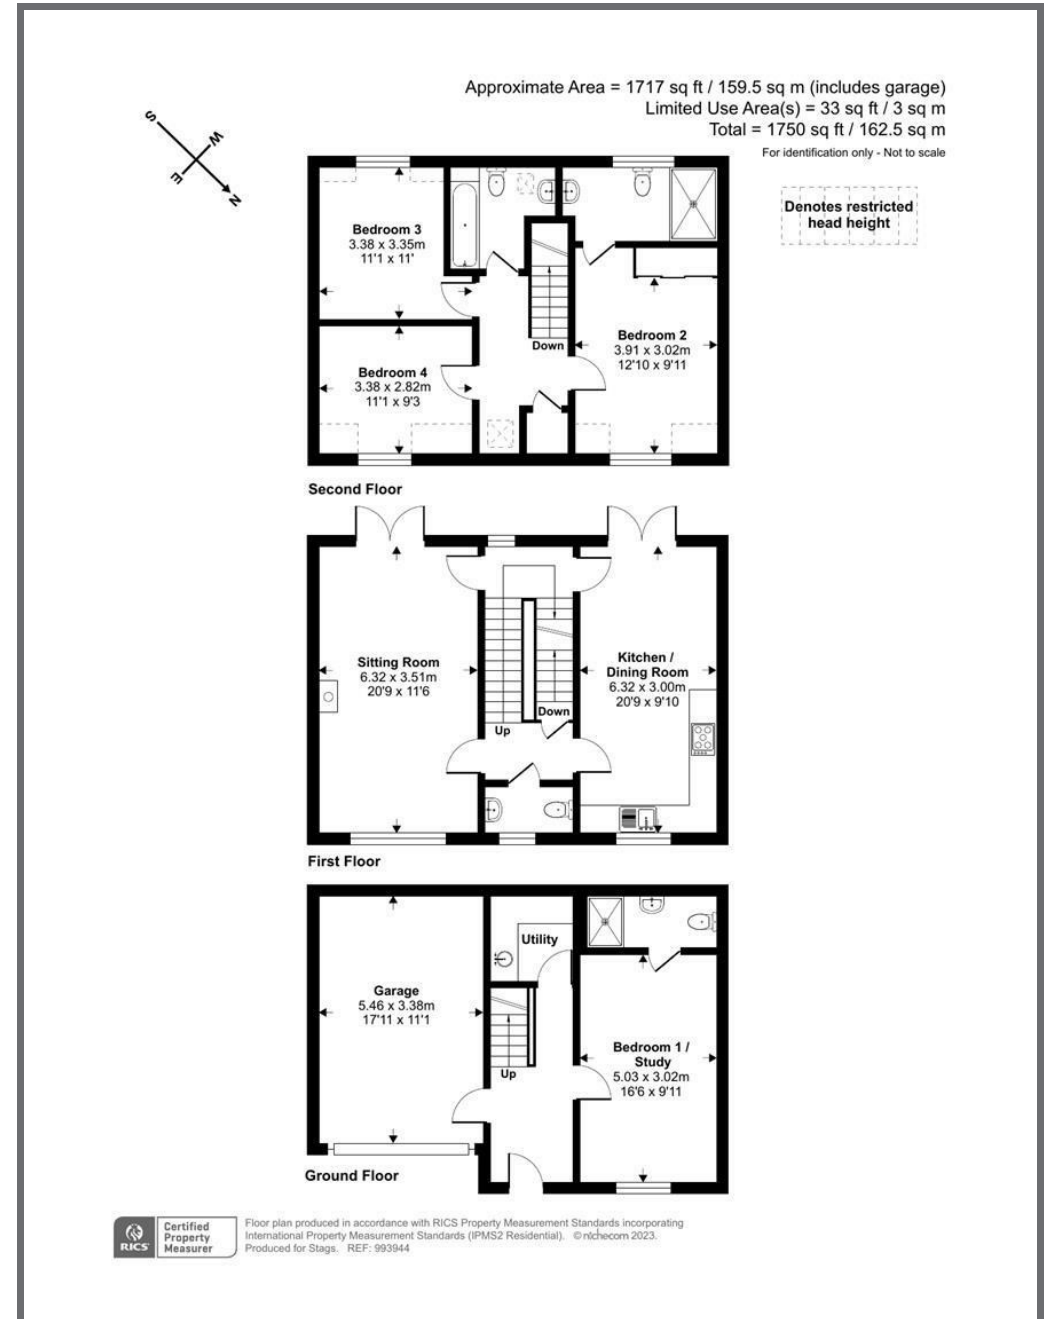 Approximate Area = 1717 sq ft / 159.5 sq m (includes garage)
Limited Use Area(s) = 33 sq ft / 3 sq m
Total = 1750 sq ft / 162.5 sq m
For identification only - Not to scale
S
W
E
N
Denotes restricted
head height
Bedroom 3
3.38 x 3.35m
11'1 x 11'
Bedroom 2
3.91 x 3.02m
12'10 x 9'11
Down
Bedroom 4
3.38 x 2.82m
11'1 x 9'3
Second Floor
Sitting Room
6.32 x 3.51m
20'9 x 11'6
Kitchen /
Dining Room
6.32 x 3.00m
20'9 x 9'10
Down
Up
First Floor
Utility
Garage
5.46 x 3.38m
17'11 x 11'1
Up
Bedroom 1 /
Study
5.03 x 3.02m
16'6 x 9'11
Ground Floor
RICS
Certified
Property
Measurer
Floor plan produced in accordance with RICS Property Measurement Standards incorporating
International Property Measurement Standards (IPMS2 Residential). © nichecom 2023.
Produced for Stags. REF: 993944